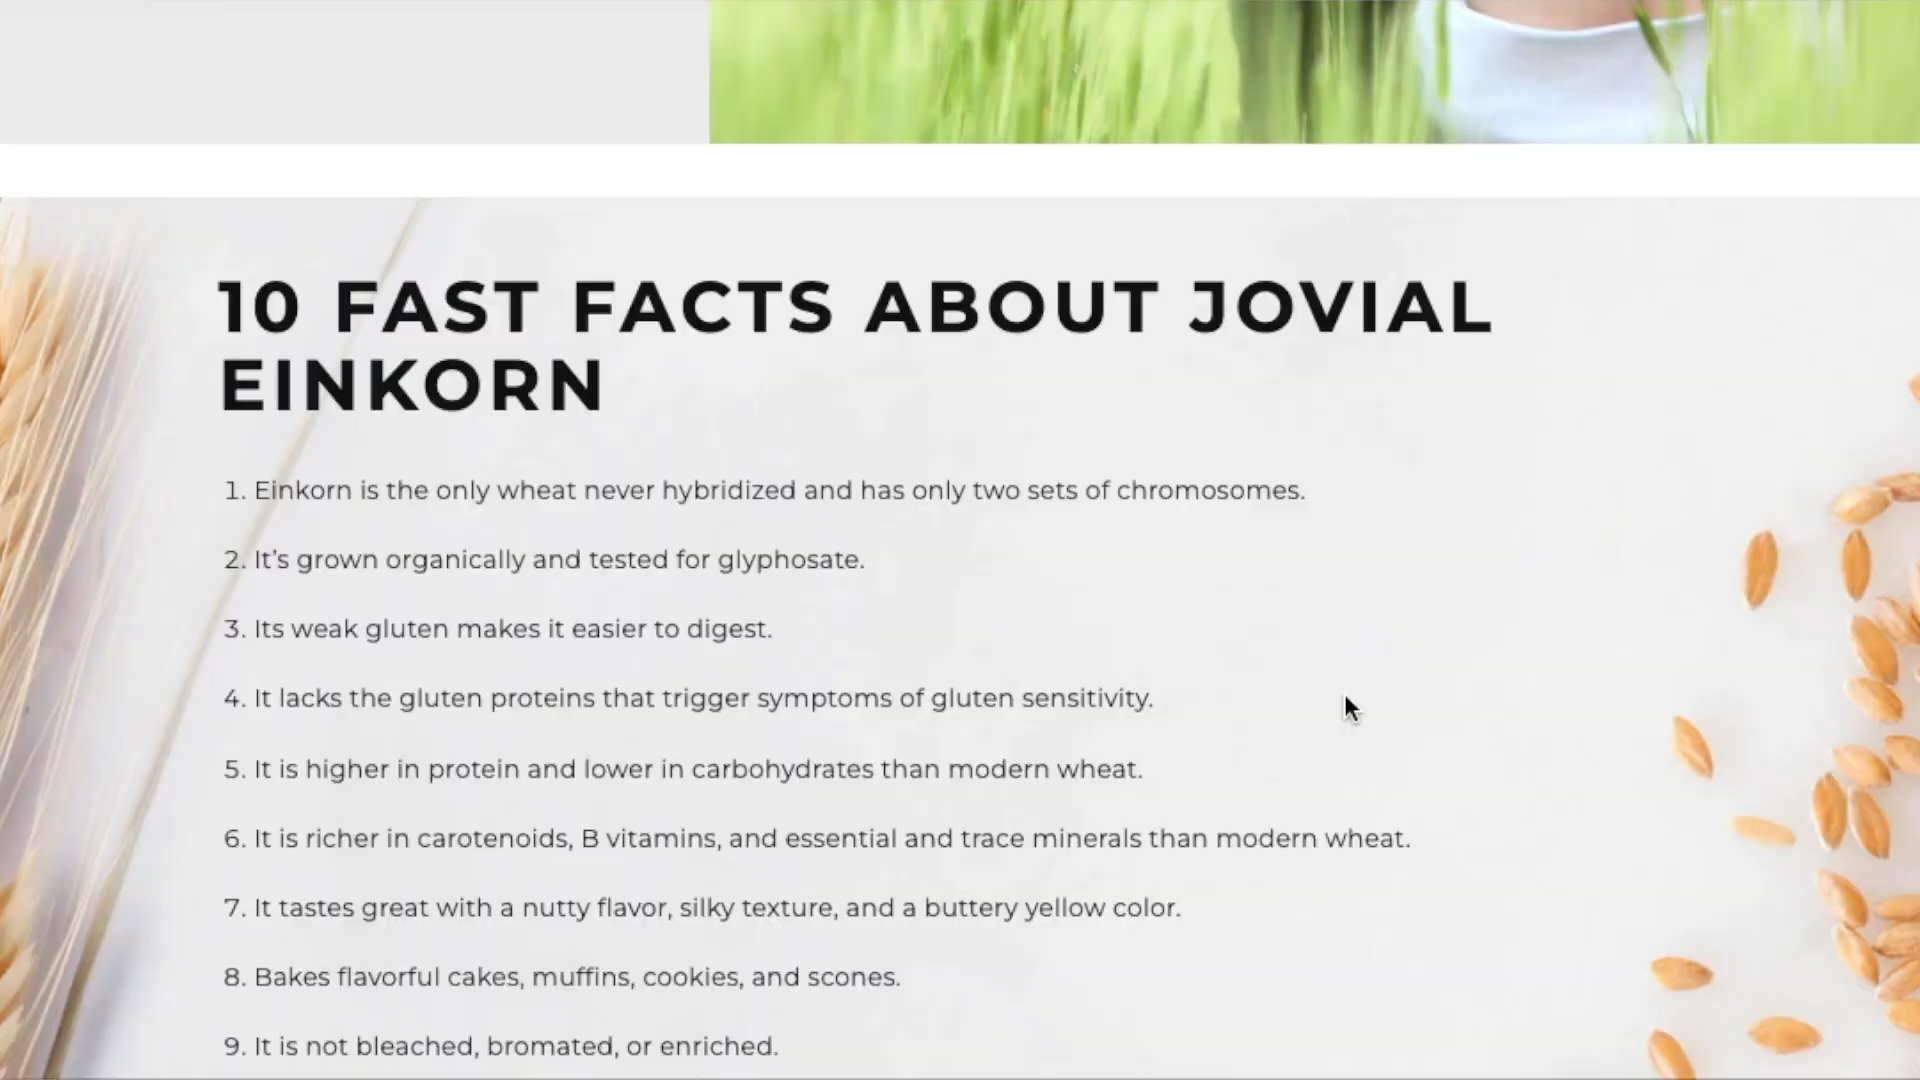 10 FAST FACTS ABOUT JOVIAL
EINKORN
1. Einkorn is the only wheat never hybridized and has only two sets of chromosomes.
2. It’s grown organically and tested for glyphosate.
3. Its weak gluten makes it easier to digest.
4. It lacks the gluten proteins that trigger symptoms of gluten sensitivity.
5. It is higher in protein and lower in carbohydrates than modern wheat.
6. It is richer in carotenoids, B vitamins, and essential and trace minerals than modern wheat.
7. It tastes great with a nutty flavor, silky texture, and a buttery yellow color.
8. Bakes flavorful cakes, muffins, cookies, and scones.
9. It is not bleached, bromated, or enriched.